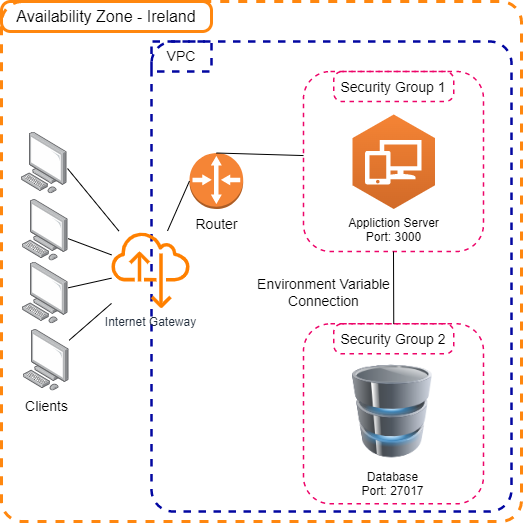 Availability Zone - Ireland
VPC
Security Group 1
Appliction Server
Port: 3000
Router
Environment Variable
Connection
Internet Gateway
Security Group 2
Clients
Database
Port: 27017